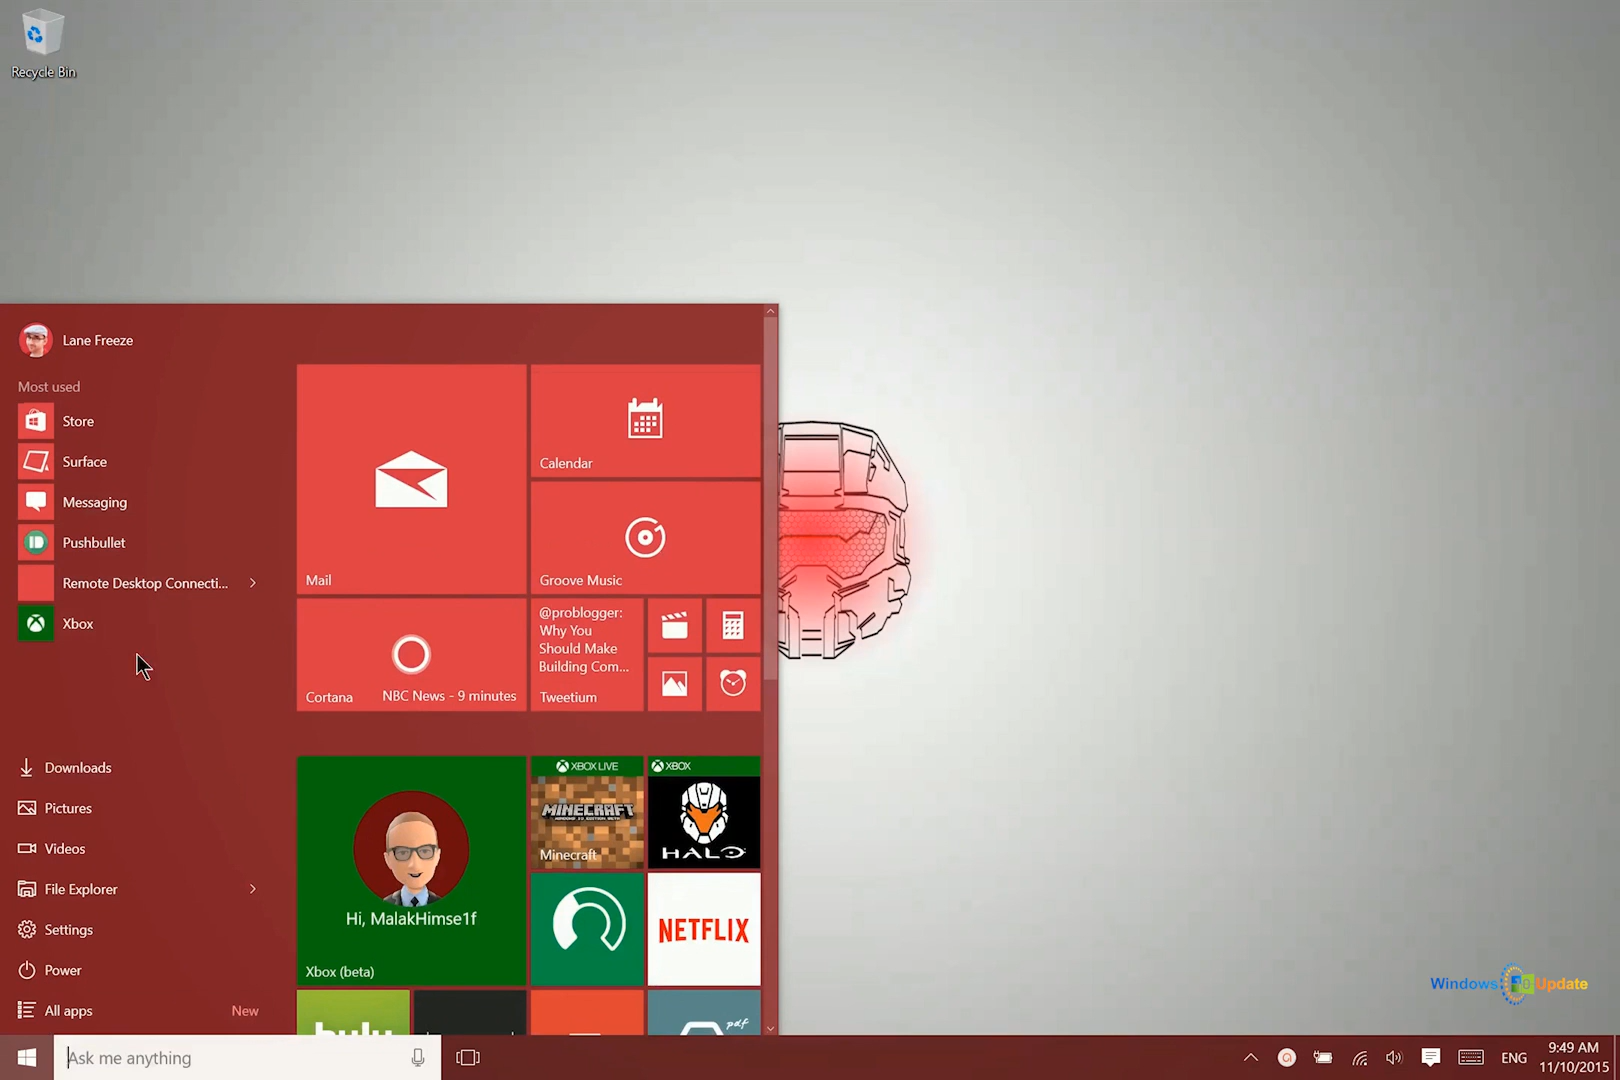 Recycle Bin
Lane Freeze
Most used
Store
Surface
Messaging
Pushbullet
Remote Desktop Connecti...
Xbox
Downloads
Pictures
Videos
File Explorer
Settings
Power
All apps
New
Mail
Calendar
Groove Music
Cortana
NBC News - 9 minutes
@problogger:
Why You
Should Make
Building Com...
Tweetium
Hi, MalakHimse1f
Xbox (beta)
XBOX LIVE
MINECRAFT
Minecraft
XBOX
HALO
NETFLIX
hulu
pdf
Windows 10 Update
Ask me anything
ENG
9:49 AM
11/10/2015